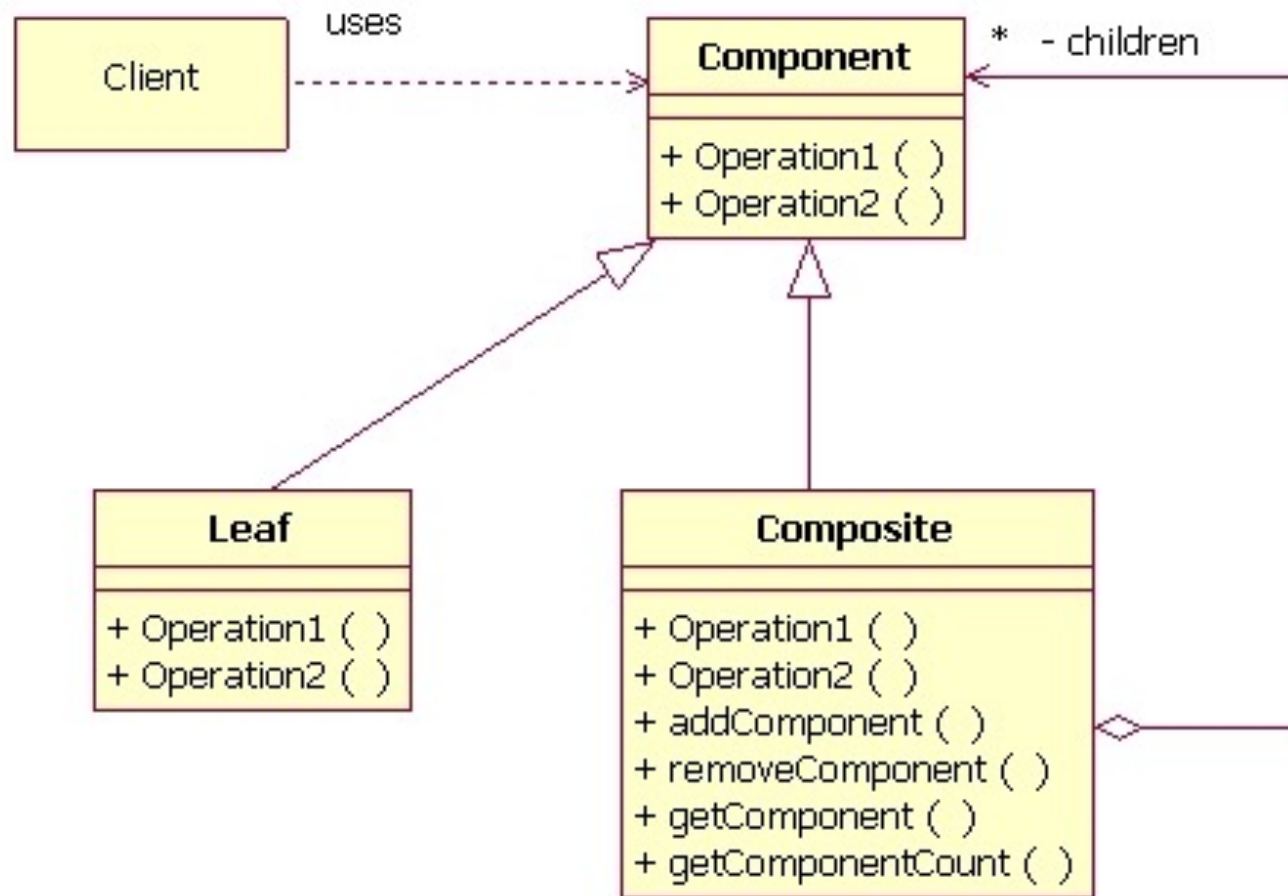 uses
Client
Component
* - children
+ Operation1 ( )
+ Operation2 ( )
Leaf
+ Operation1 ( )
+ Operation2 ( )
Composite
+ Operation1 ( )
+ Operation2 ( )
+ addComponent ( )
+ removeComponent ( )
+ getComponent ( )
+ getComponentCount ( )